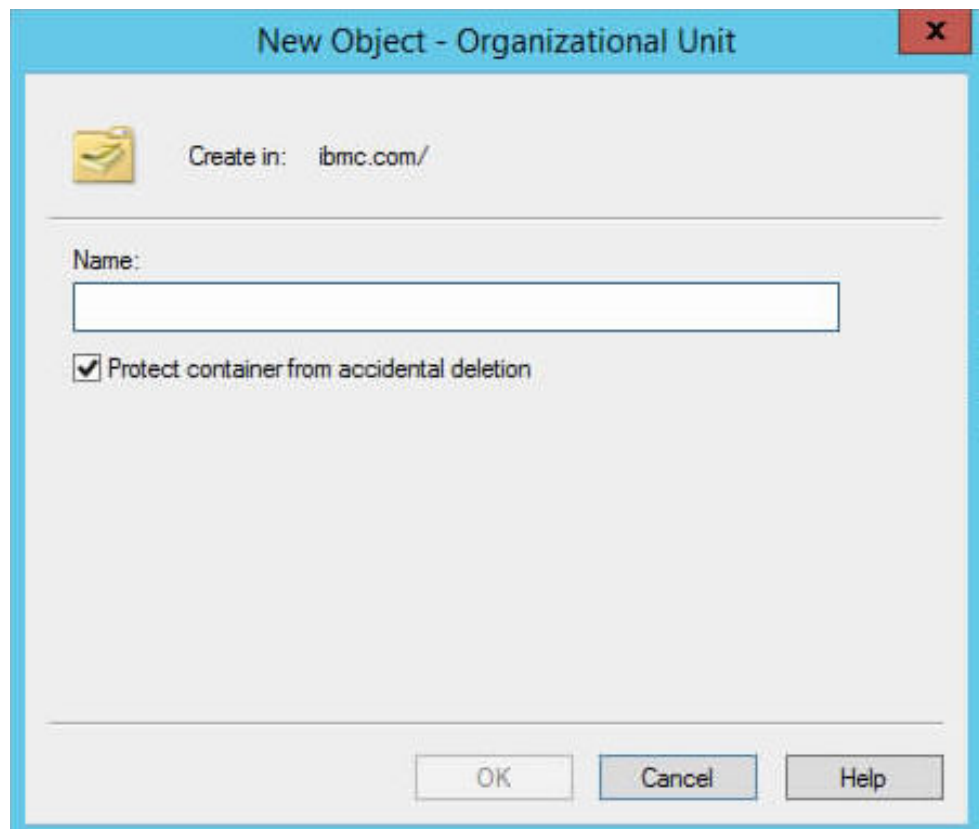 New Object - Organizational Unit
x
Create in: ibmc.com/
Name:
Protect container from accidental deletion
OK Cancel Help